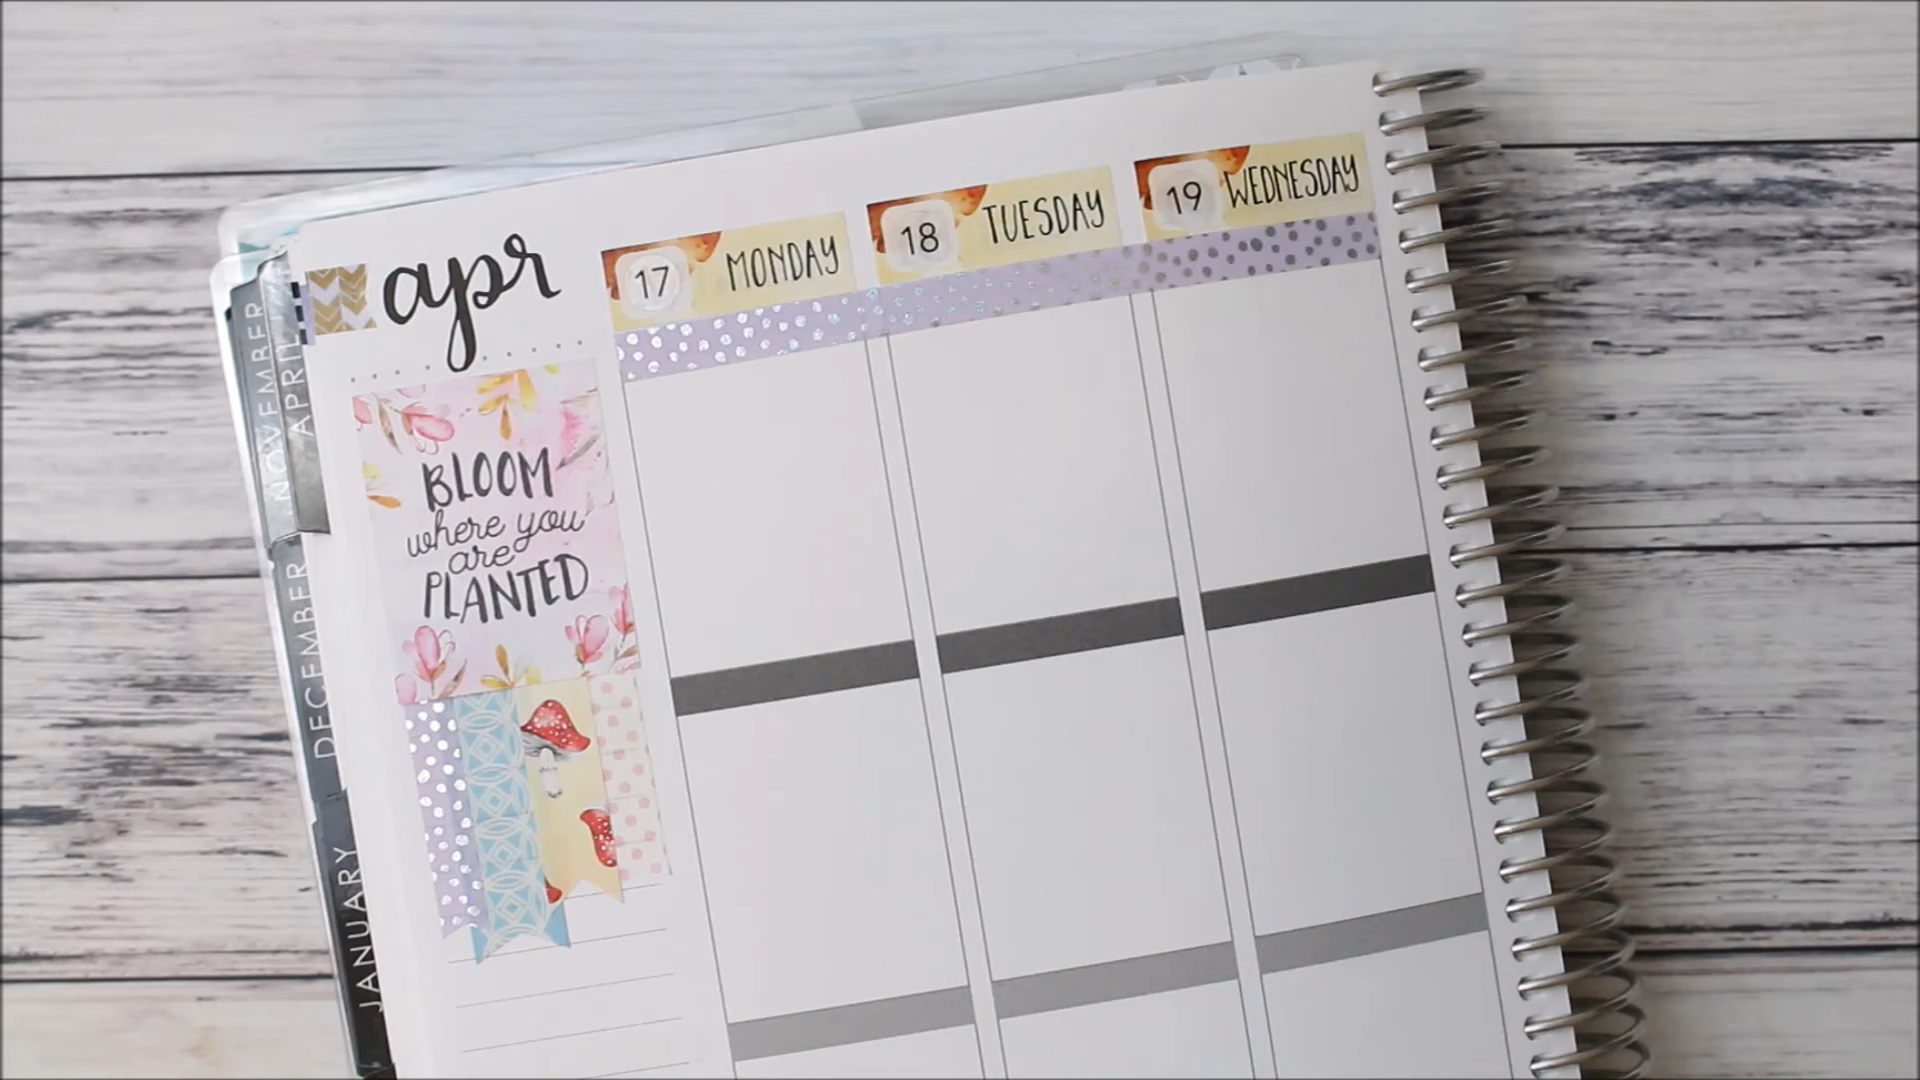 apr
17 MONDAY
18 TUESDAY
19 WEDNESDAY
BLOOM
where you
are
PLANTED
NOVEMBER
APRIL
DECEMBER
JANUARY